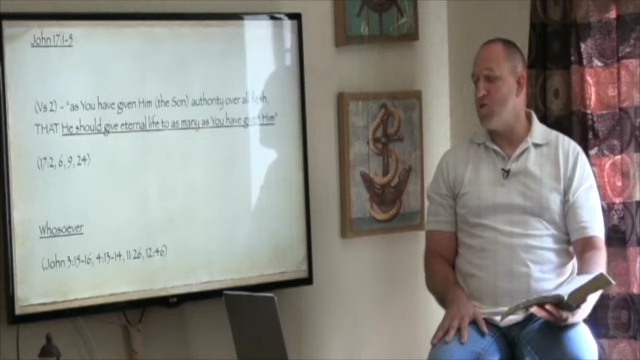 John 17:1-5
(Vs 2) - "as You have given Him (the Son) authority over all flesh,
THAT He should give eternal life to as many as You have given Him"
(17:2, 6, 9, 24)
Whosoever
(John 3:15-16, 4:13-14, 11:26, 12:46)